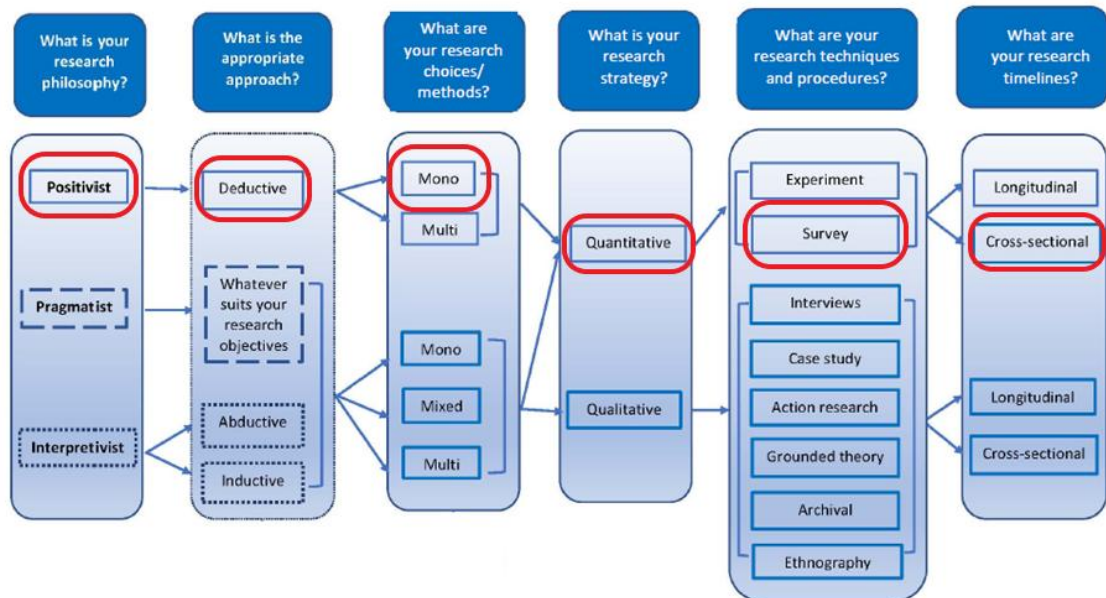 What is your
research
philosophy?
What is the
appropriate
approach?
What are
your research
choices/
methods?
What is your
research
strategy?
What are your
research techniques
and procedures?
What are
your research
timelines?
Positivist
Pragmatist
Interpretivist
Deductive
Whatever
suits your
research
objectives
Abductive
Inductive
Mono
Multi
Mono
Mixed
Multi
Quantitative
Qualitative
Experiment
Survey
Interviews
Case study
Action research
Grounded theory
Archival
Ethnography
Longitudinal
Cross-sectional
Longitudinal
Cross-sectional